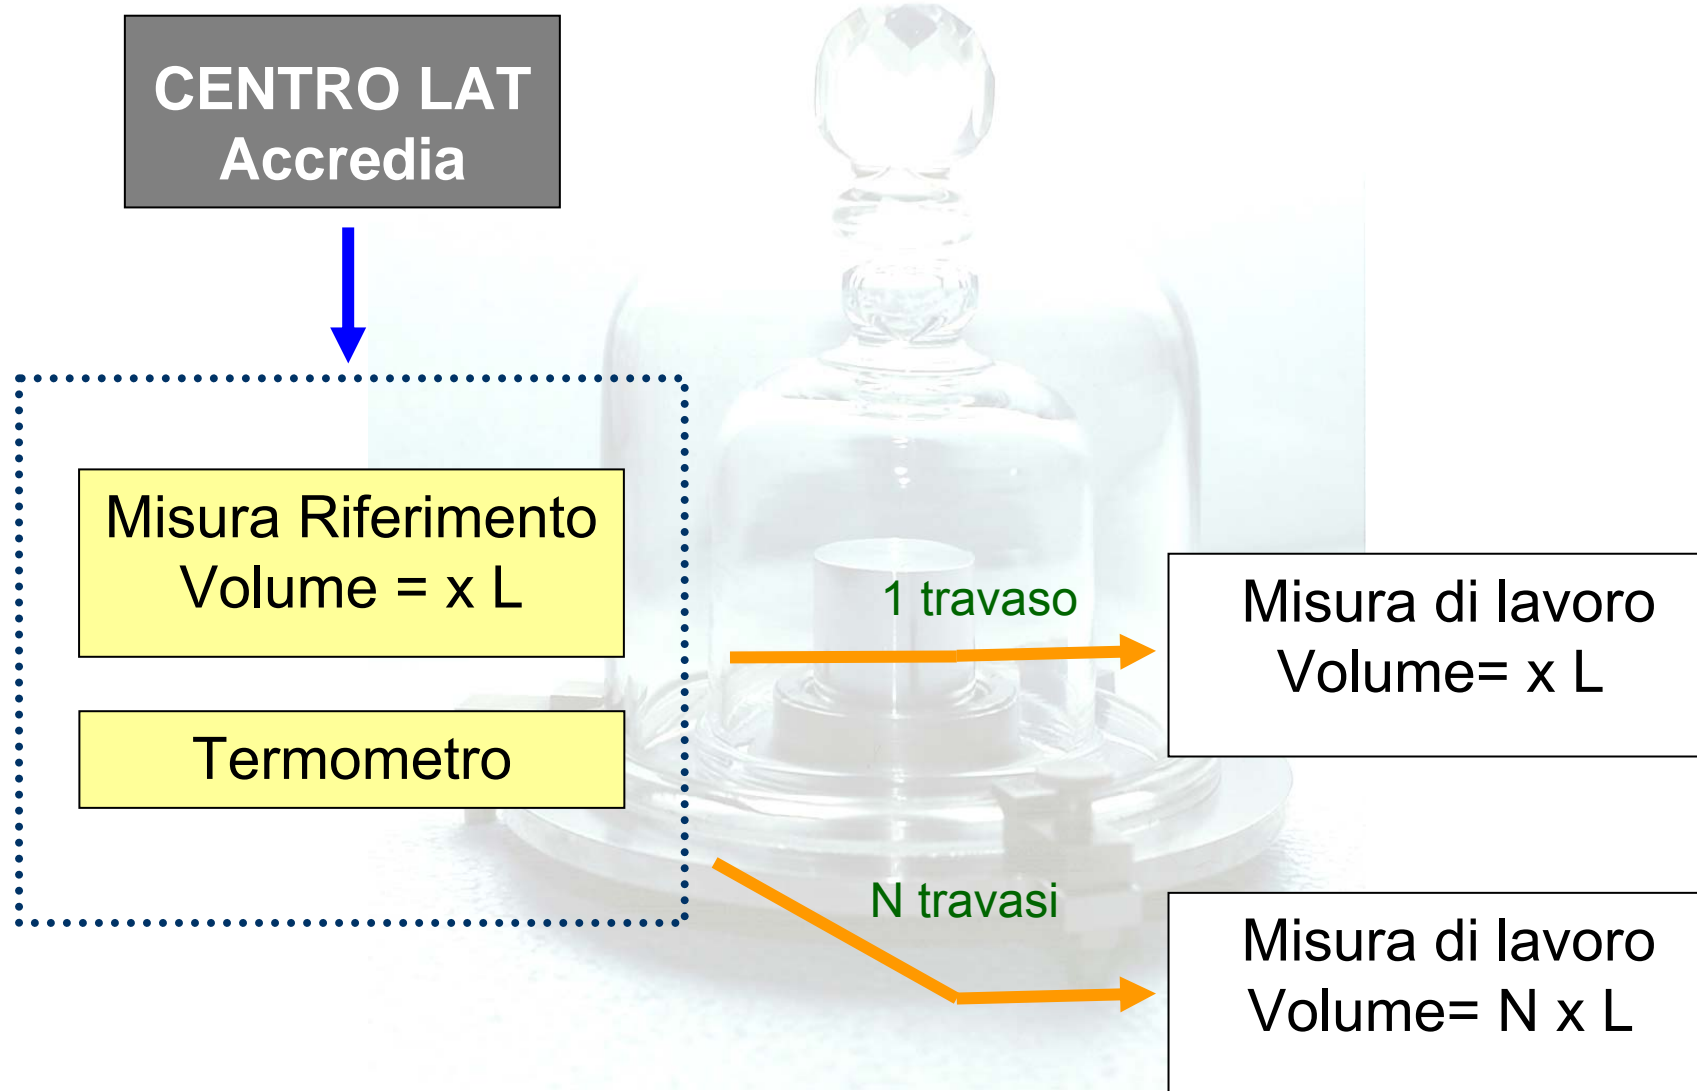 CENTRO LAT
Accredia
Misura Riferimento
Volume = x L
Termometro
1 travaso
Misura di lavoro
Volume= x L
N travasi
Misura di lavoro
Volume= N x L